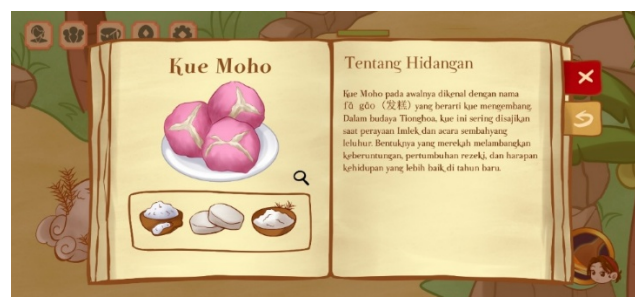 Kue Moho
Tentang Hidangan
Kue Moho pada awalnya dikenal dengan nama
fā gāo (发糕) yang berarti kue mengembang.
Dalam budaya Tionghoa, kue ini sering disajikan
saat perayaan Imlek dan acara sembahyang
leluhur. Bentuknya yang merekah melambangkan
keberuntungan, pertumbuhan rezeki, dan harapan
kehidupan yang lebih baik di tahun baru.